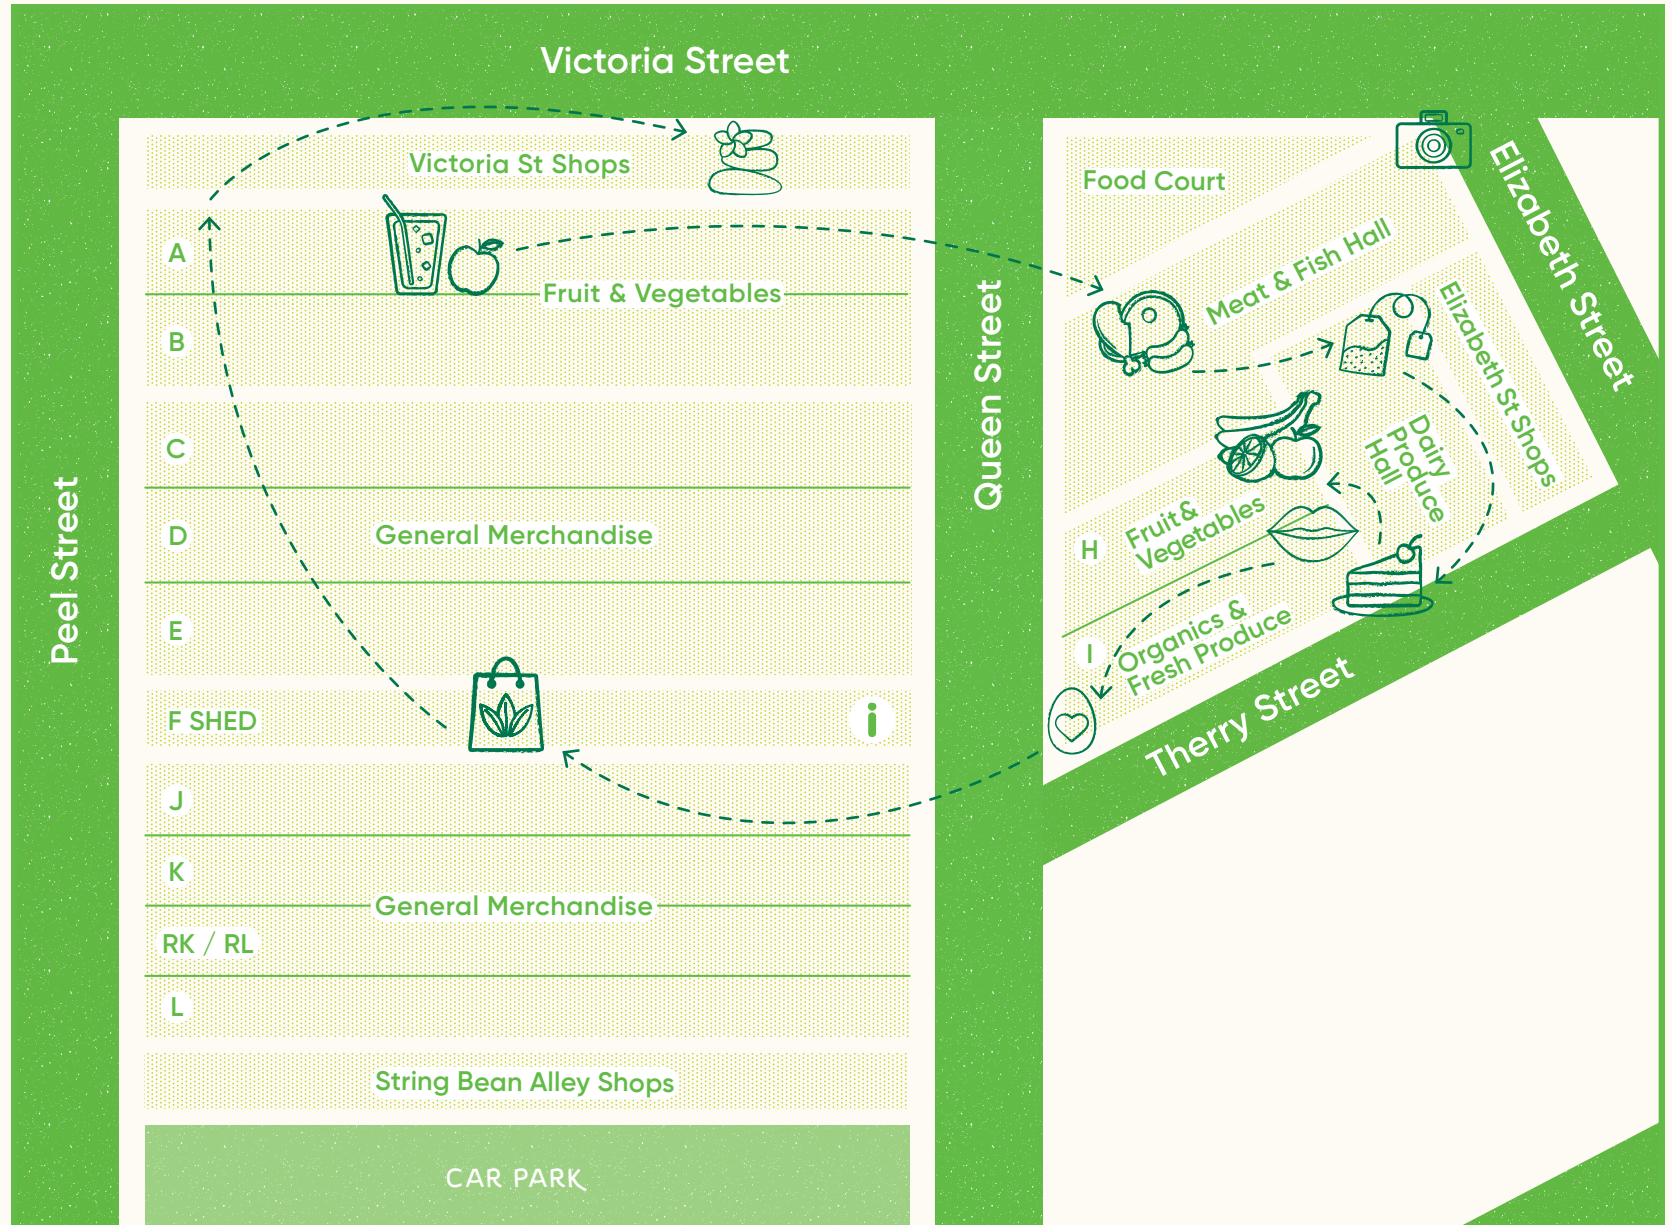 Victoria Street
Victoria St Shops
A
Fruit & Vegetables
B
C
D
General Merchandise
E
F SHED
i
J
K
General Merchandise
RK / RL
L
String Bean Alley Shops
CAR PARK
Peel Street
Queen Street
Food Court
Meat & Fish Hall
Elizabeth Street
Elizabeth St Shops
Dairy
Produce
Hall
H
Fruit&
Vegetables
I
Organics &
Fresh Produce
Therry Street